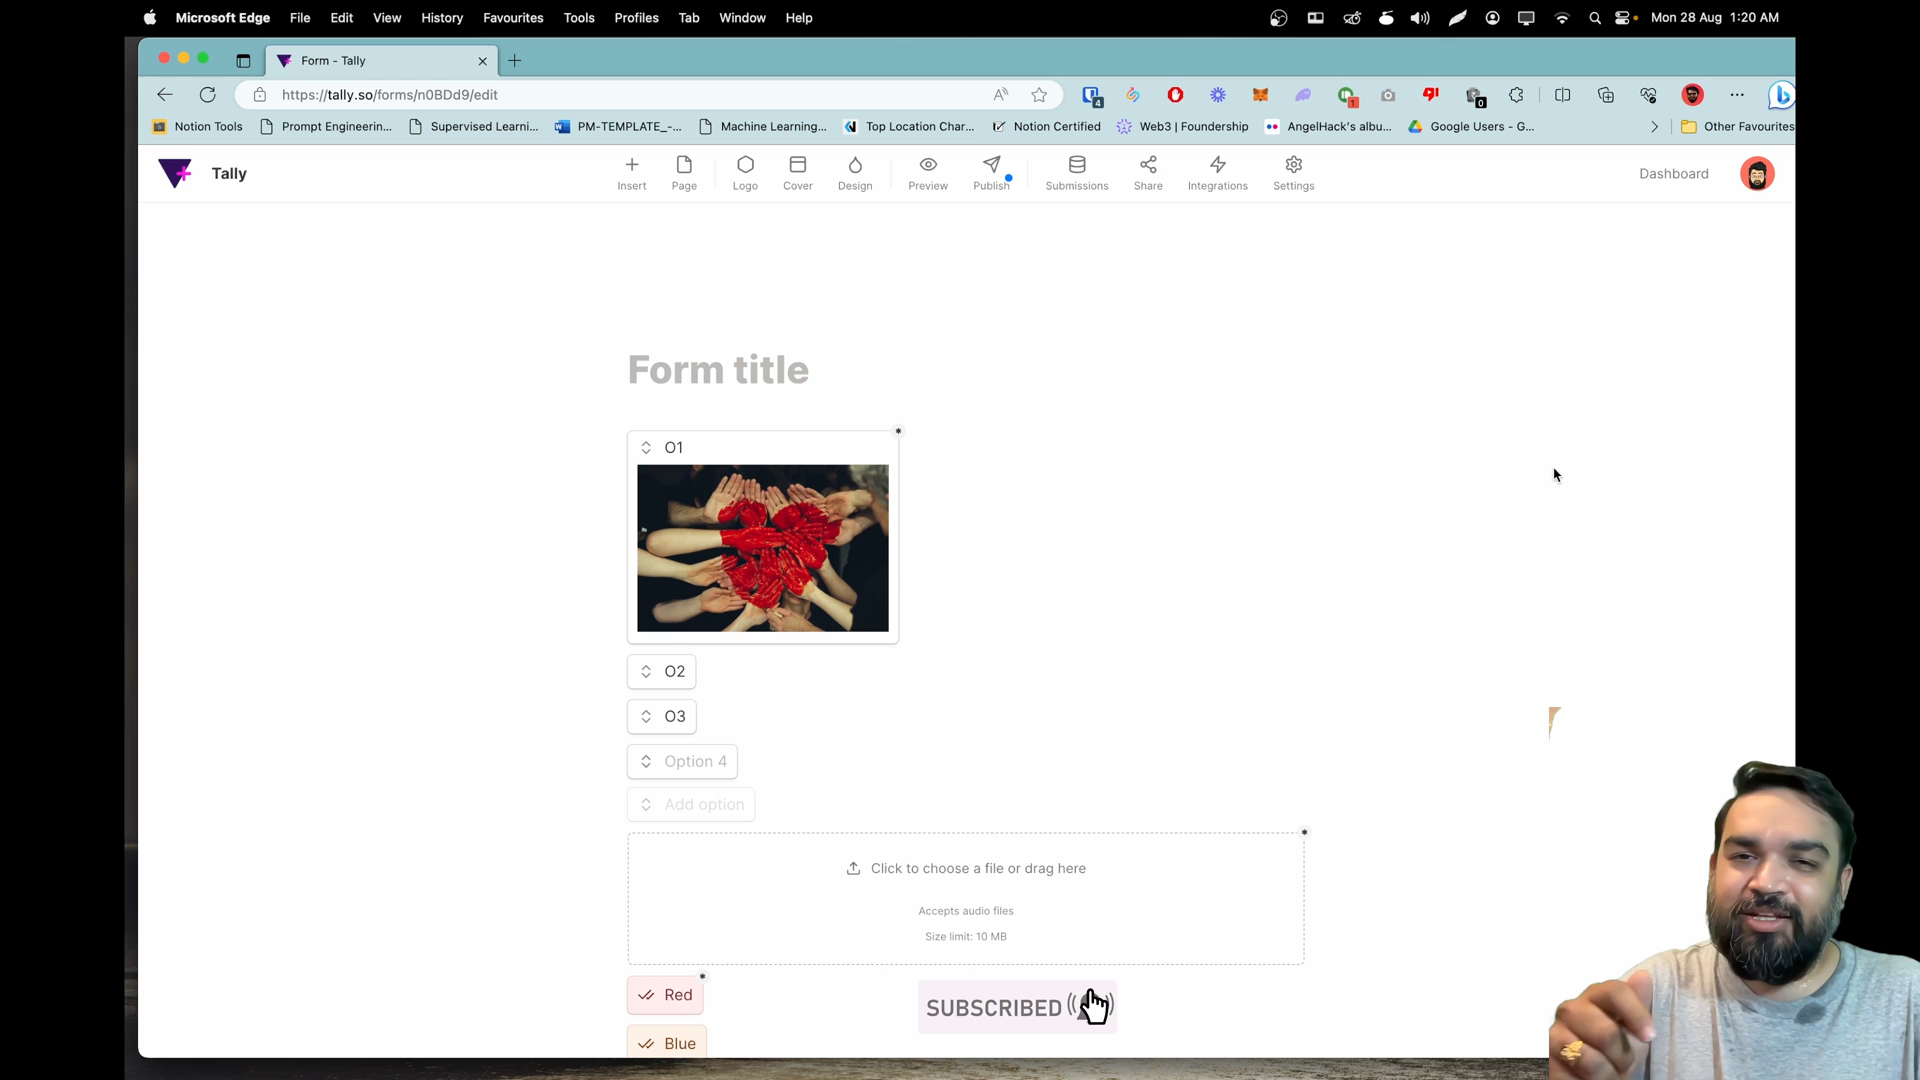 Microsoft Edge File Edit View History Favourites Tools Profiles Tab Window Help Mon 28 Aug 1:20 AM
Form - Tally
https://tally.so/forms/n0BDd9/edit
4 1 0
Notion Tools Prompt Engineerin... Supervised Learni... PM-TEMPLATE_-... Machine Learning... Top Location Char... Notion Certified Web3 | Foundership AngelHack's albu... Google Users - G... Other Favourites
Tally Insert Page Logo Cover Design Preview Publish Submissions Share Integrations Settings Dashboard
Form title
O1
O2
O3
Option 4
Add option
Click to choose a file or drag here
Accepts audio files
Size limit: 10 MB
Red
SUBSCRIBED
Blue